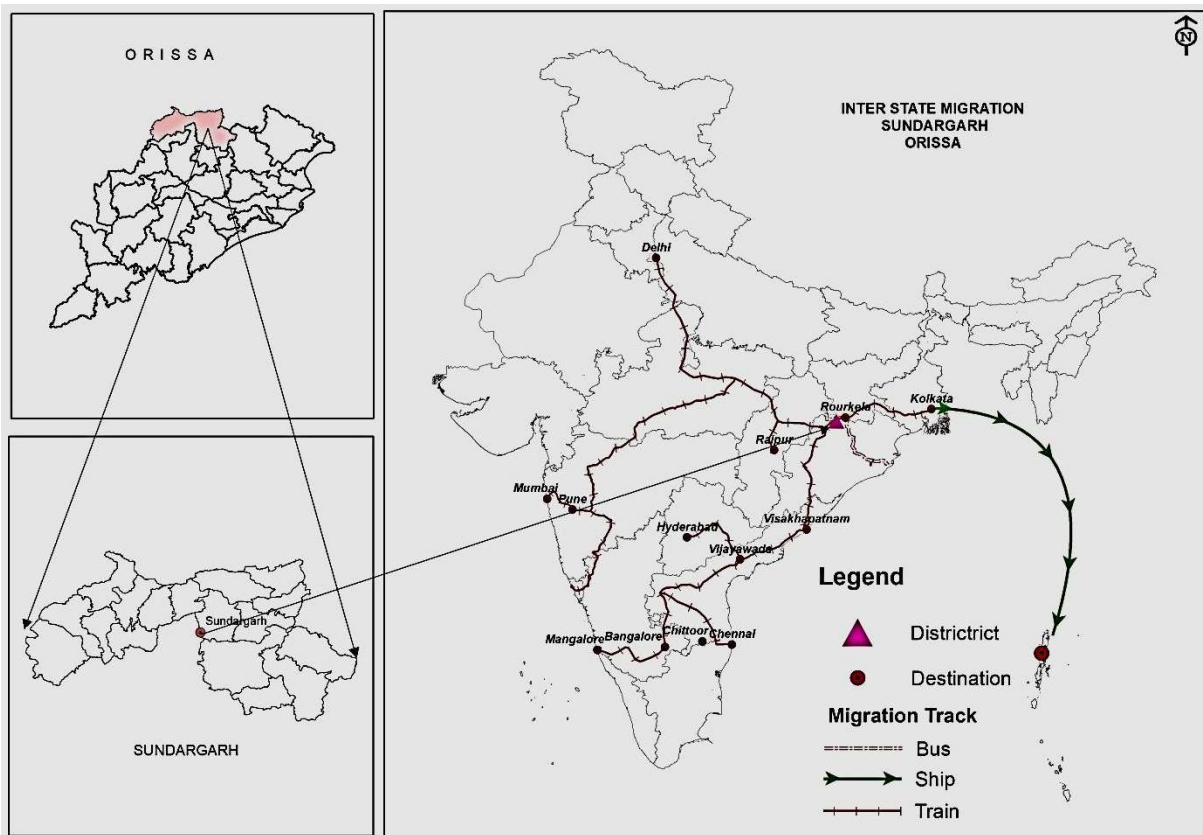 O R I S S A
Sundargarh
SUNDARGARH
N
INTER STATE MIGRATION
SUNDARGARH
ORISSA
Delhi
Rourkela
Kolkata
Raipur
Mumbai
Pune
Hyderabad
Visakhapatnam
Vijayawada
Mangalore
Bangalore
Chittoor
Chennai
Legend
Districtrict
Destination
Migration Track
Bus
Ship
Train